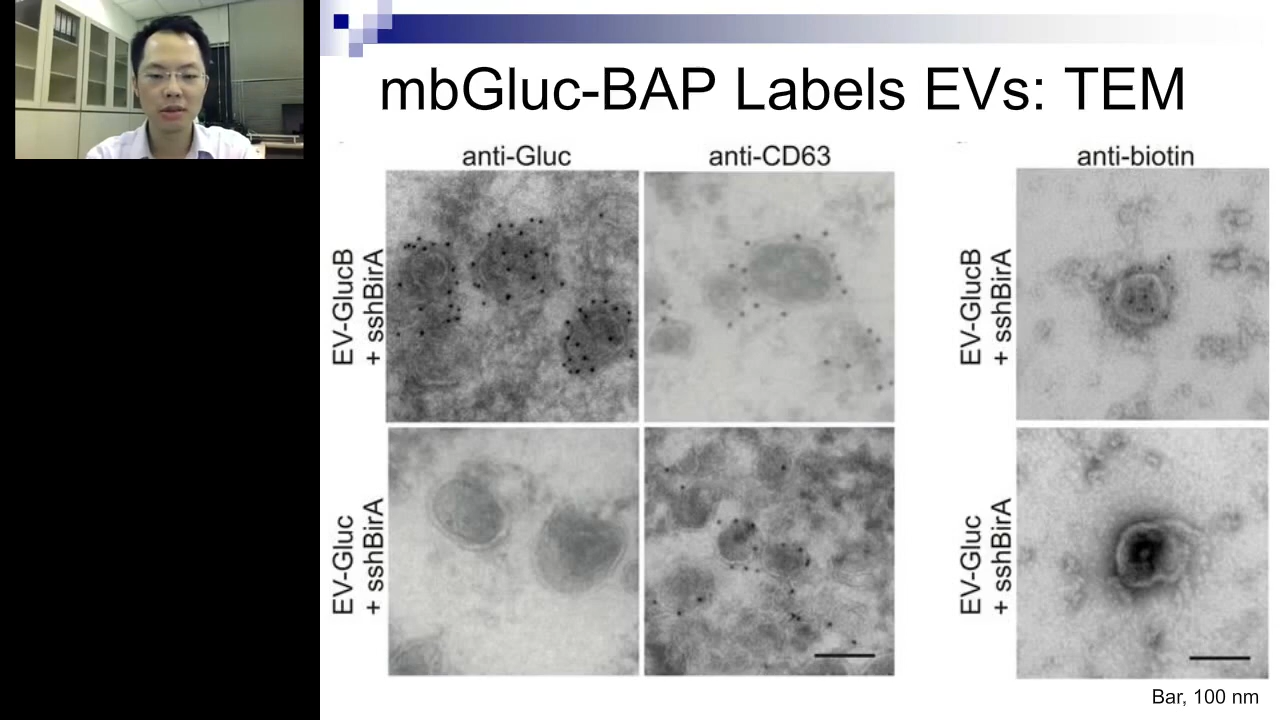 mbGluc-BAP Labels EVs: TEM
anti-Gluc
anti-CD63
anti-biotin
EV-GlucB
+ sshBirA
EV-GlucB
+ sshBirA
EV-Gluc
+ sshBirA
EV-Gluc
+ sshBirA
Bar, 100 nm